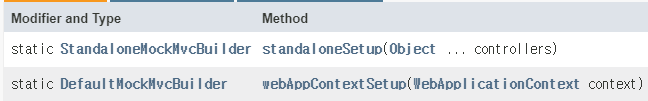 Modifier and Type Method
static StandaloneMockMvcBuilder standaloneSetup(Object ... controllers)
static DefaultMockMvcBuilder webAppContextSetup(WebApplicationContext context)